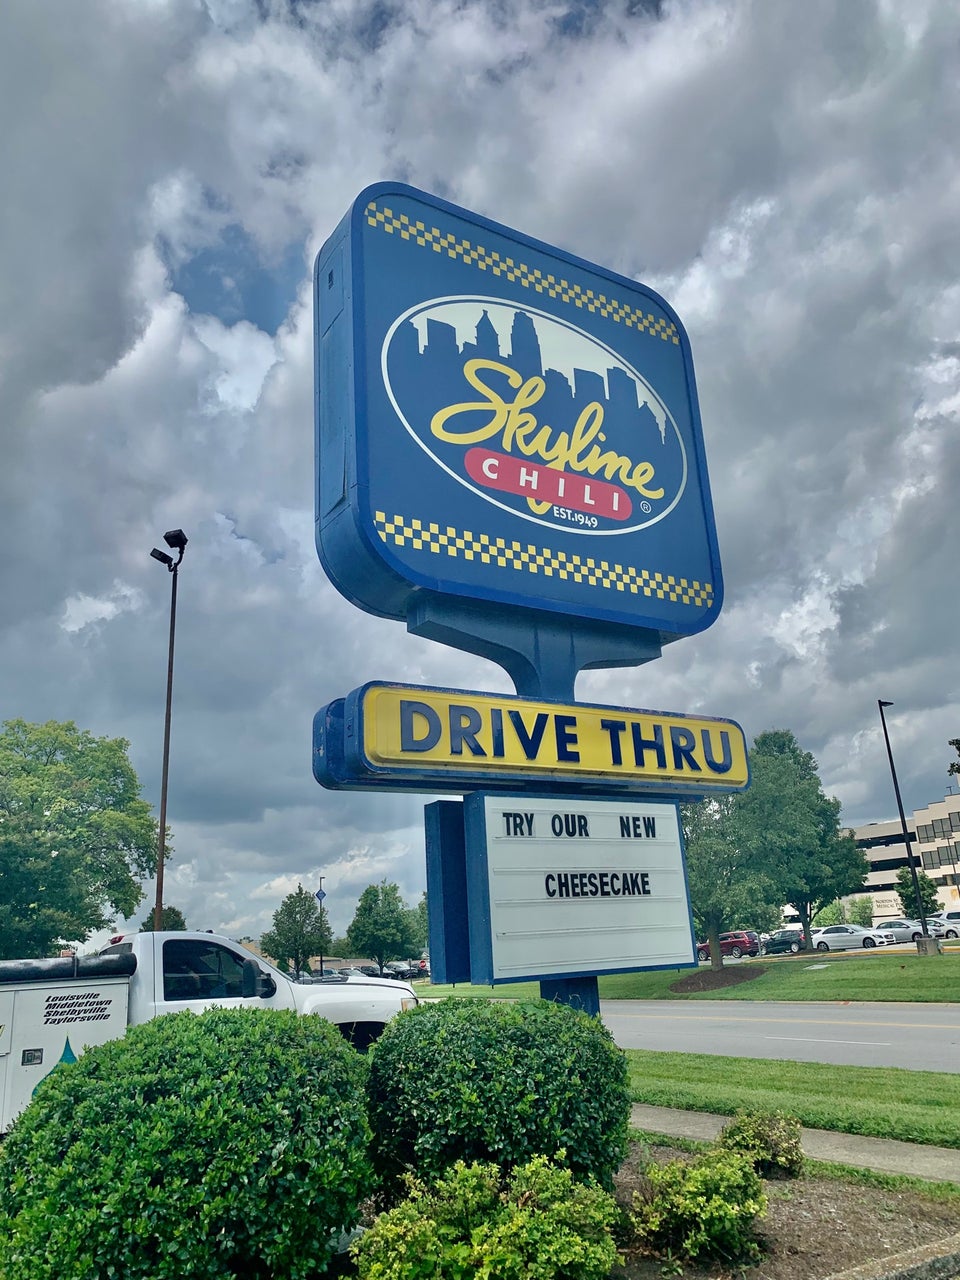 Skyline
CHILI
®
EST.1949
DRIVE THRU
TRY OUR NEW
CHEESECAKE
Louisville
Middletown
Shelbyville
Taylorsville